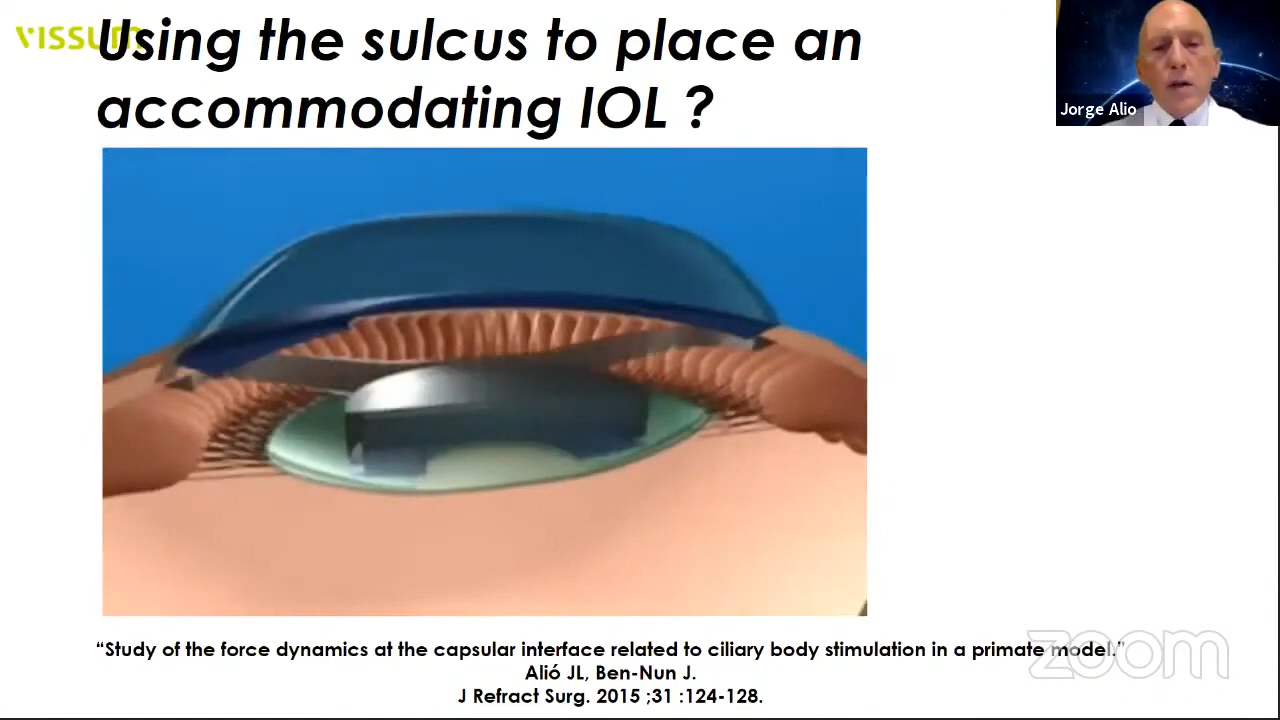 vissum
Using the sulcus to place an
accommodating IOL ?
Jorge Alio
“Study of the force dynamics at the capsular interface related to ciliary body stimulation in a primate model.”
Alió JL, Ben-Nun J.
J Refract Surg. 2015 ;31 :124-128.
zoom